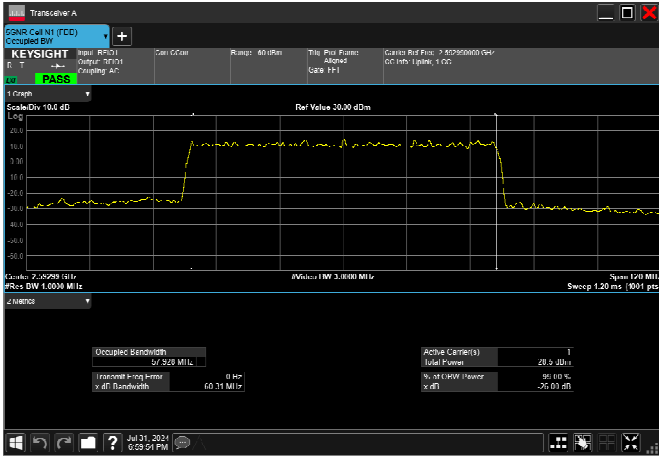 Transceiver A
5GNR Cell N1 (FDD)
Occupied BW
+
KEYSIGHT
R T
LW
PASS
Input: RFIO1
Output: RFIO1
Coupling: AC
Corr CCorr
Range: 60 dBm
Trig: Prol Frame
Aligned
Gate: FFT
Carrier Ref Freq: 2.592990000 GHz
CC Info: Uplink, 1 CC
1 Graph
Scale/Div 10.0 dB
Ref Value 30.00 dBm
Log
20.0
10.0
0.00
-10.0
-20.0
-30.0
-40.0
-50.0
-60.0
Center 2.59299 GHz
#Video BW 3.0000 MHz
Span 120 MHz
#Res BW 1.0000 MHz
Sweep 1.20 ms (1001 pts
2 Metrics
Occupied Bandwidth
57.928 MHz
Active Carrier(s)
1
Total Power
28.5 dBm
Transmit Freq Error
0 Hz
x dB Bandwidth
60.31 MHz
% of OBW Power
99.00 %
x dB
-26.00 dB
?
Jul 31, 2024
6:59:54 PM